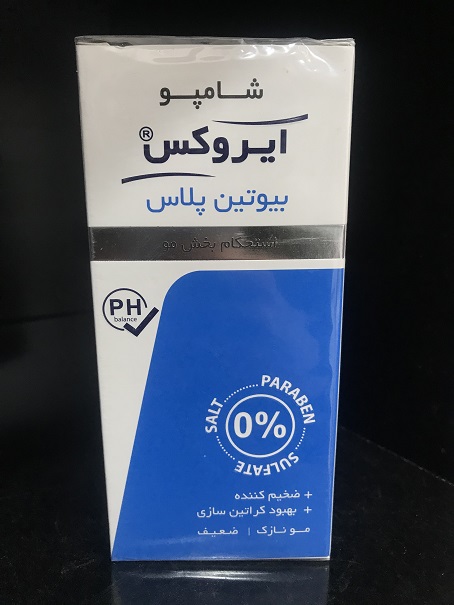 شامپو
ایروکس®
بیوتین پلاس
استحکام بخش مو
PH
balance
SALT
PARABEN
0%
SULFATE
+ ضخیم کننده
+ بهبود کراتین سازی
مو نازک | ضعیف